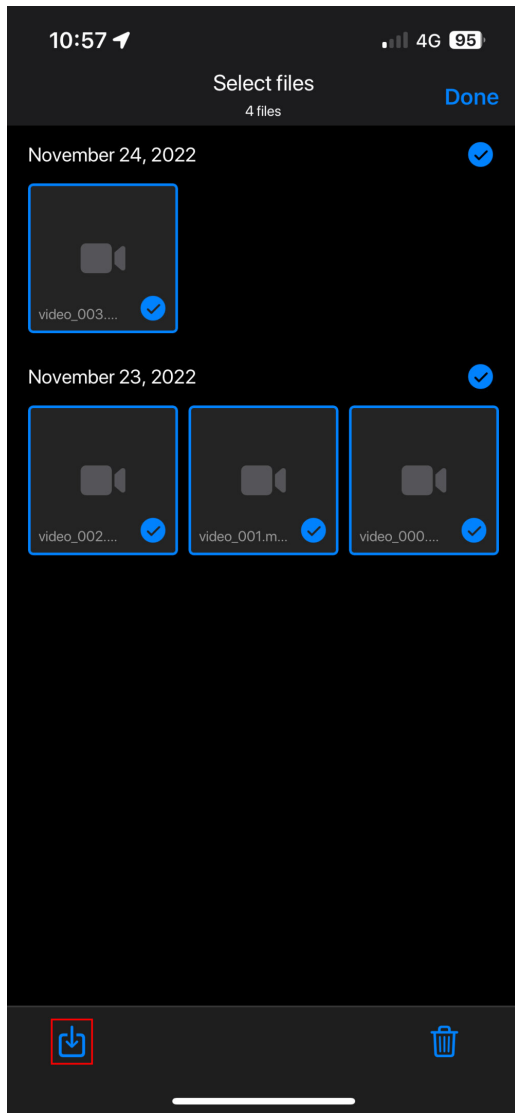 10:57 4G 95
Select files
4 files
Done
November 24, 2022
video_003....
November 23, 2022
video_002.... video_001.m... video_000....